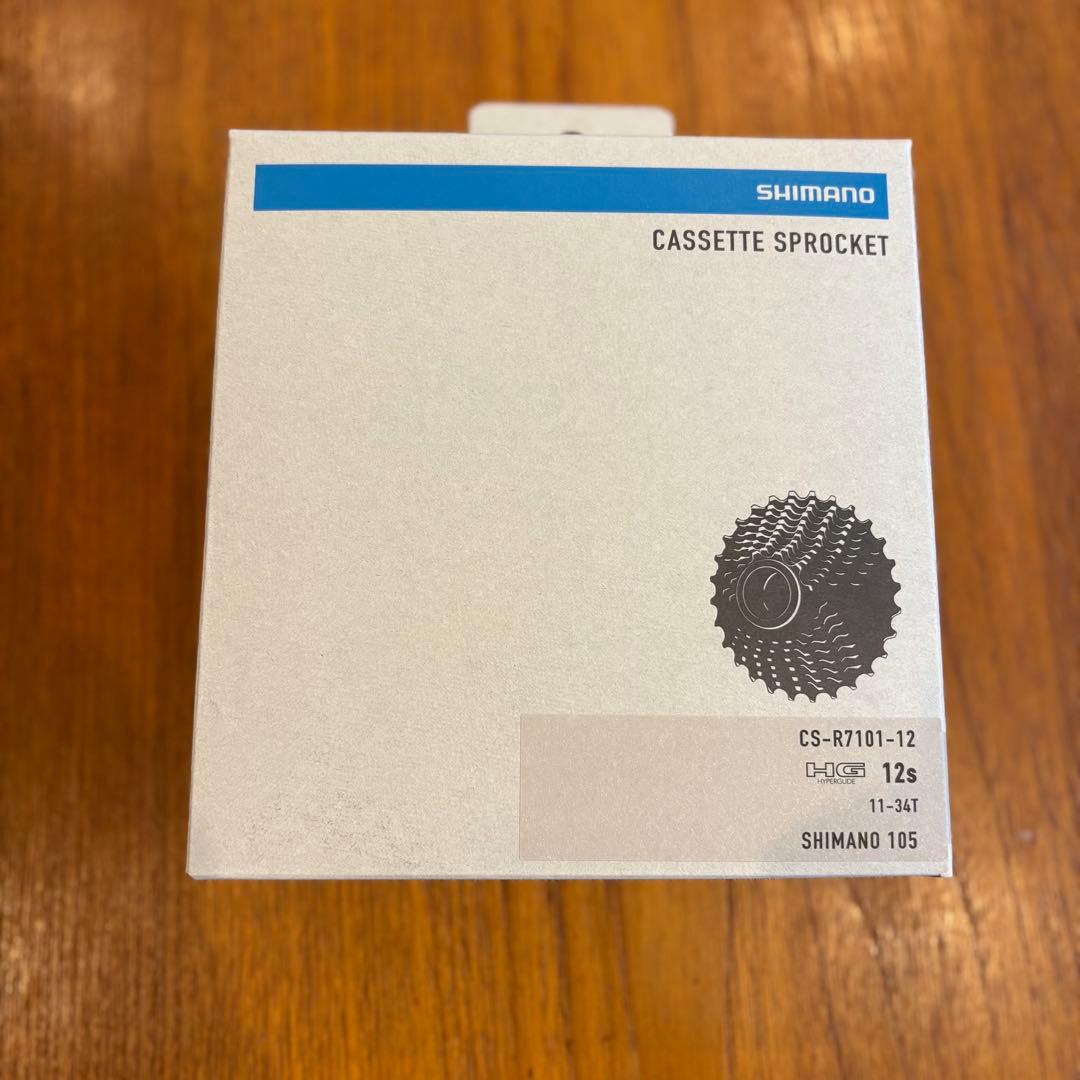 SHIMANO
CASSETTE SPROCKET
CS-R7101-12
HG 12s
HYPERGLIDE
11-34T
SHIMANO 105